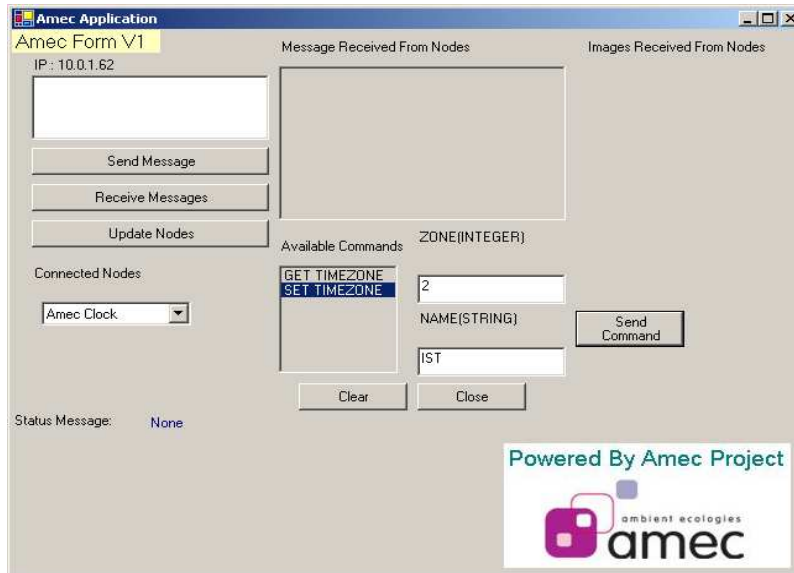 Amec Application
Amec Form V1
IP : 10.0.1.62
Send Message
Receive Messages
Update Nodes
Connected Nodes
Amec Clock
Message Received From Nodes
Images Received From Nodes
Available Commands
GET TIMEZONE
SET TIMEZONE
ZONE(INTEGER)
2
NAME(STRING)
IST
Send
Command
Clear
Close
Status Message:
None
Powered By Amec Project
ambient ecologies
amec